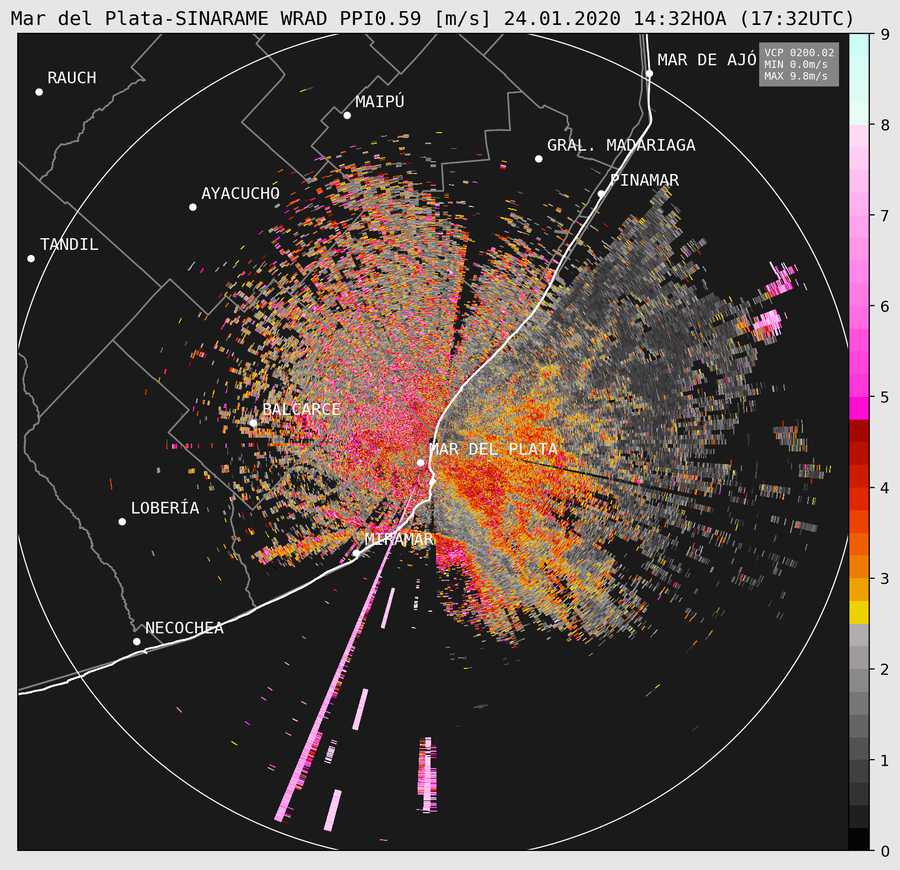 Mar del Plata-SINARAME WRAD PPI0.59 [m/s] 24.01.2020 14:32HOA (17:32UTC)
VCP 0200.02
MIN 0.0m/s
MAX 9.8m/s
MAR DE AJÓ
RAUCH
MAIPÚ
GRAL. MADARIAGA
PINAMAR
AYACUCHO
TANDIL
BALCARCE
MAR DEL PLATA
LOBERÍA
MIRAMAR
NECOCHEA
9
8
7
6
5
4
3
2
1
0